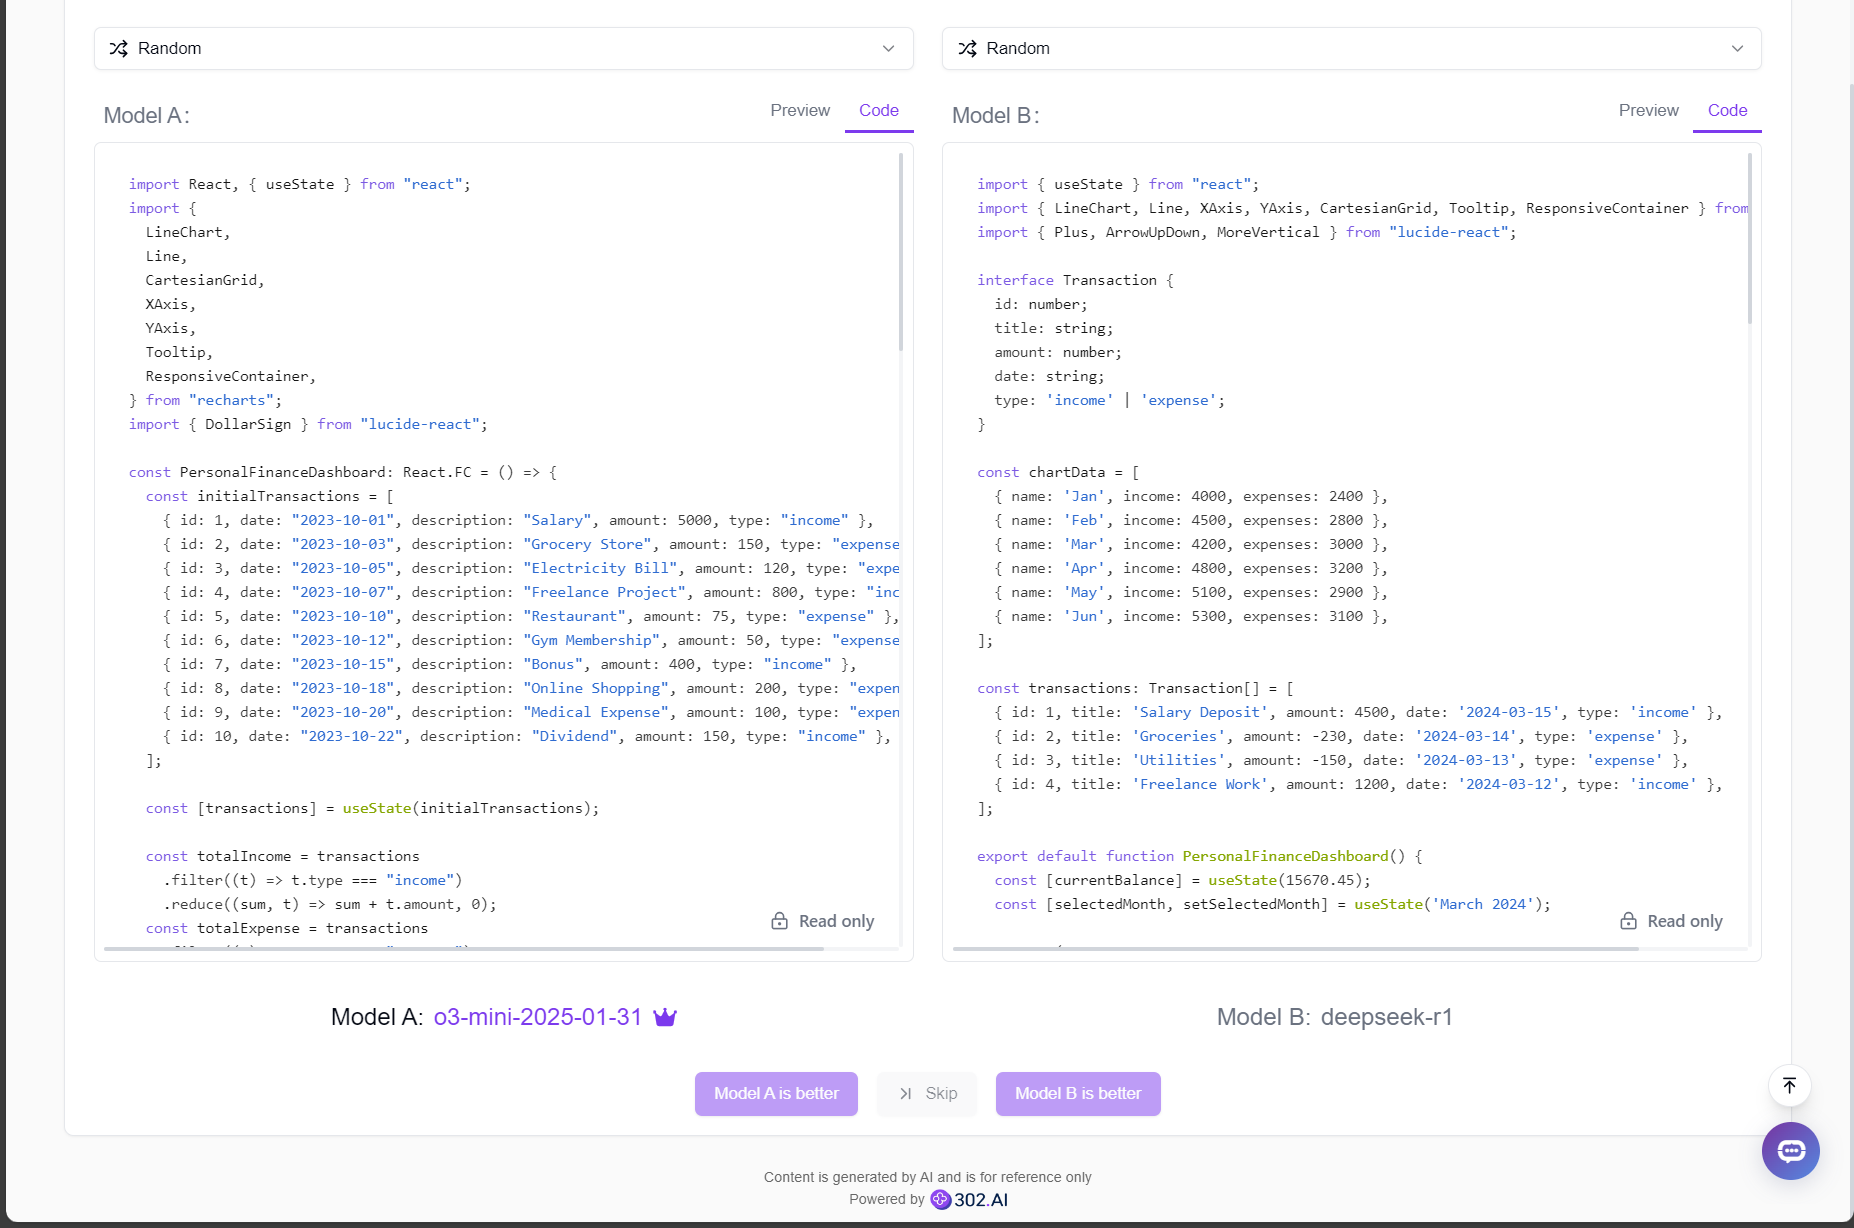 Random
Random
Model A:
Preview
Code
Model B:
Preview
Code
import React, { useState } from "react";
import {
  LineChart,
  Line,
  CartesianGrid,
  XAxis,
  YAxis,
  Tooltip,
  ResponsiveContainer,
} from "recharts";
import { DollarSign } from "lucide-react";

const PersonalFinanceDashboard: React.FC = () => {
  const initialTransactions = [
    { id: 1, date: "2023-10-01", description: "Salary", amount: 5000, type: "income" },
    { id: 2, date: "2023-10-03", description: "Grocery Store", amount: 150, type: "expense
    { id: 3, date: "2023-10-05", description: "Electricity Bill", amount: 120, type: "expe
    { id: 4, date: "2023-10-07", description: "Freelance Project", amount: 800, type: "inc
    { id: 5, date: "2023-10-10", description: "Restaurant", amount: 75, type: "expense" },
    { id: 6, date: "2023-10-12", description: "Gym Membership", amount: 50, type: "expense
    { id: 7, date: "2023-10-15", description: "Bonus", amount: 400, type: "income" },
    { id: 8, date: "2023-10-18", description: "Online Shopping", amount: 200, type: "expen
    { id: 9, date: "2023-10-20", description: "Medical Expense", amount: 100, type: "expen
    { id: 10, date: "2023-10-22", description: "Dividend", amount: 150, type: "income" },
  ];

  const [transactions] = useState(initialTransactions);

  const totalIncome = transactions
    .filter((t) => t.type === "income")
    .reduce((sum, t) => sum + t.amount, 0);
  const totalExpense = transactions
Read only
import { useState } from "react";
import { LineChart, Line, XAxis, YAxis, CartesianGrid, Tooltip, ResponsiveContainer } from
import { Plus, ArrowUpDown, MoreVertical } from "lucide-react";

interface Transaction {
  id: number;
  title: string;
  amount: number;
  date: string;
  type: 'income' | 'expense';
}

const chartData = [
  { name: 'Jan', income: 4000, expenses: 2400 },
  { name: 'Feb', income: 4500, expenses: 2800 },
  { name: 'Mar', income: 4200, expenses: 3000 },
  { name: 'Apr', income: 4800, expenses: 3200 },
  { name: 'May', income: 5100, expenses: 2900 },
  { name: 'Jun', income: 5300, expenses: 3100 },
];

const transactions: Transaction[] = [
  { id: 1, title: 'Salary Deposit', amount: 4500, date: '2024-03-15', type: 'income' },
  { id: 2, title: 'Groceries', amount: -230, date: '2024-03-14', type: 'expense' },
  { id: 3, title: 'Utilities', amount: -150, date: '2024-03-13', type: 'expense' },
  { id: 4, title: 'Freelance Work', amount: 1200, date: '2024-03-12', type: 'income' },
];

export default function PersonalFinanceDashboard() {
  const [currentBalance] = useState(15670.45);
  const [selectedMonth, setSelectedMonth] = useState('March 2024');
Read only
Model A: o3-mini-2025-01-31
Model B: deepseek-r1
Model A is better
Skip
Model B is better
Content is generated by AI and is for reference only
Powered by 302.AI